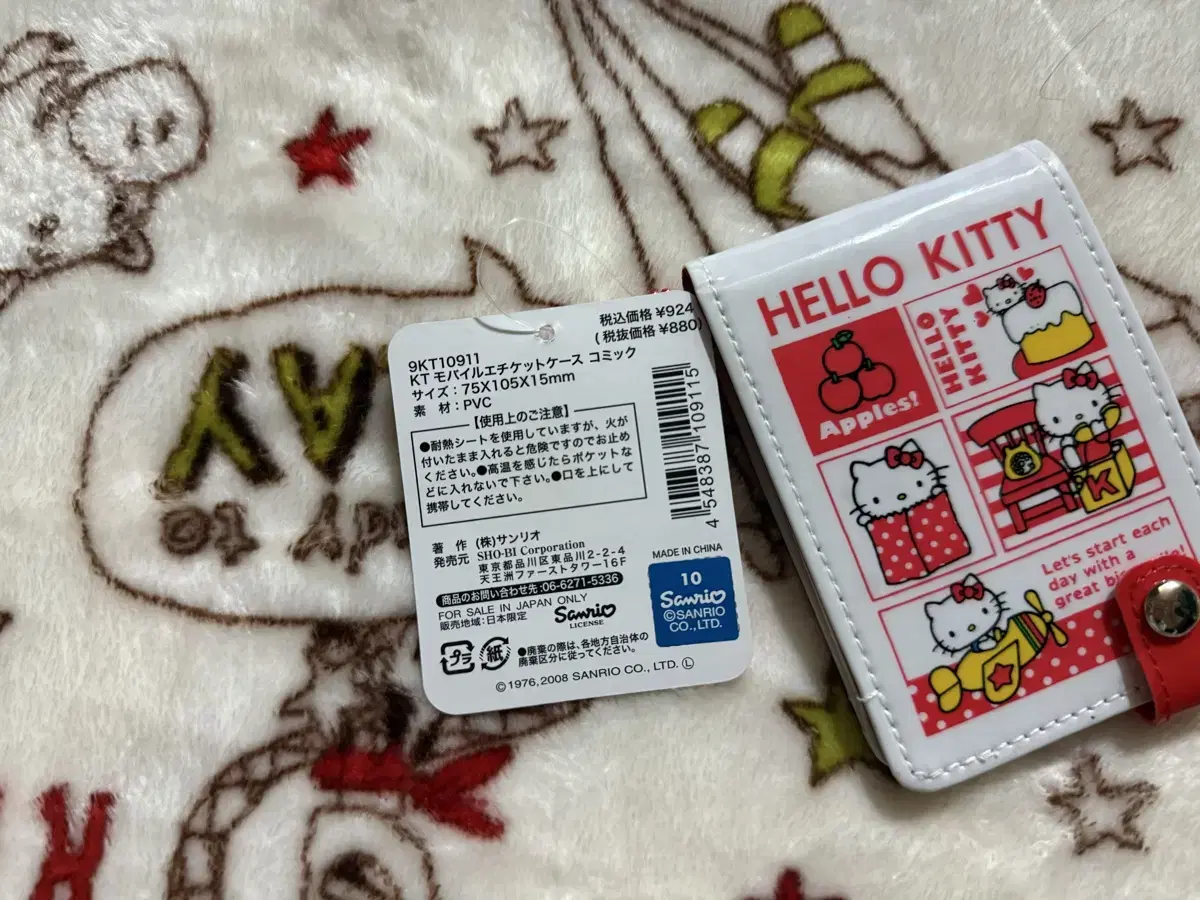 税込価格 ¥924
(税抜価格 ¥880)
9KT10911
KT モバイルエチケットケース コミック
サイズ:75X105X15mm
素 材:PVC
【使用上のご注意】
●耐熱シートを使用していますが、火が
付いたまま入れると危険ですのでお止め
ください。●高温を感じたらポケットな
どに入れないで下さい。●口を上にして
携帯してください。
4 548387 109115
著 作 (株)サンリオ
発売元 SHO-BI Corporation
東京都品川区東品川2-2-4
天王洲ファーストタワー16F
商品のお問い合わせ先:06-6271-5336
FOR SALE IN JAPAN ONLY
販売地域:日本限定
Sanrio
LICENSE
MADE IN CHINA
10
Sanrio
©SANRIO
CO., LTD.
プラ
紙
●廃棄の際は、各地方自治体の
廃棄区分に従ってください。
©1976, 2008 SANRIO CO., LTD. Ⓛ
HELLO KITTY
Apples!
HELLO
KITTY
K
Let's start each
day with a
great
AY